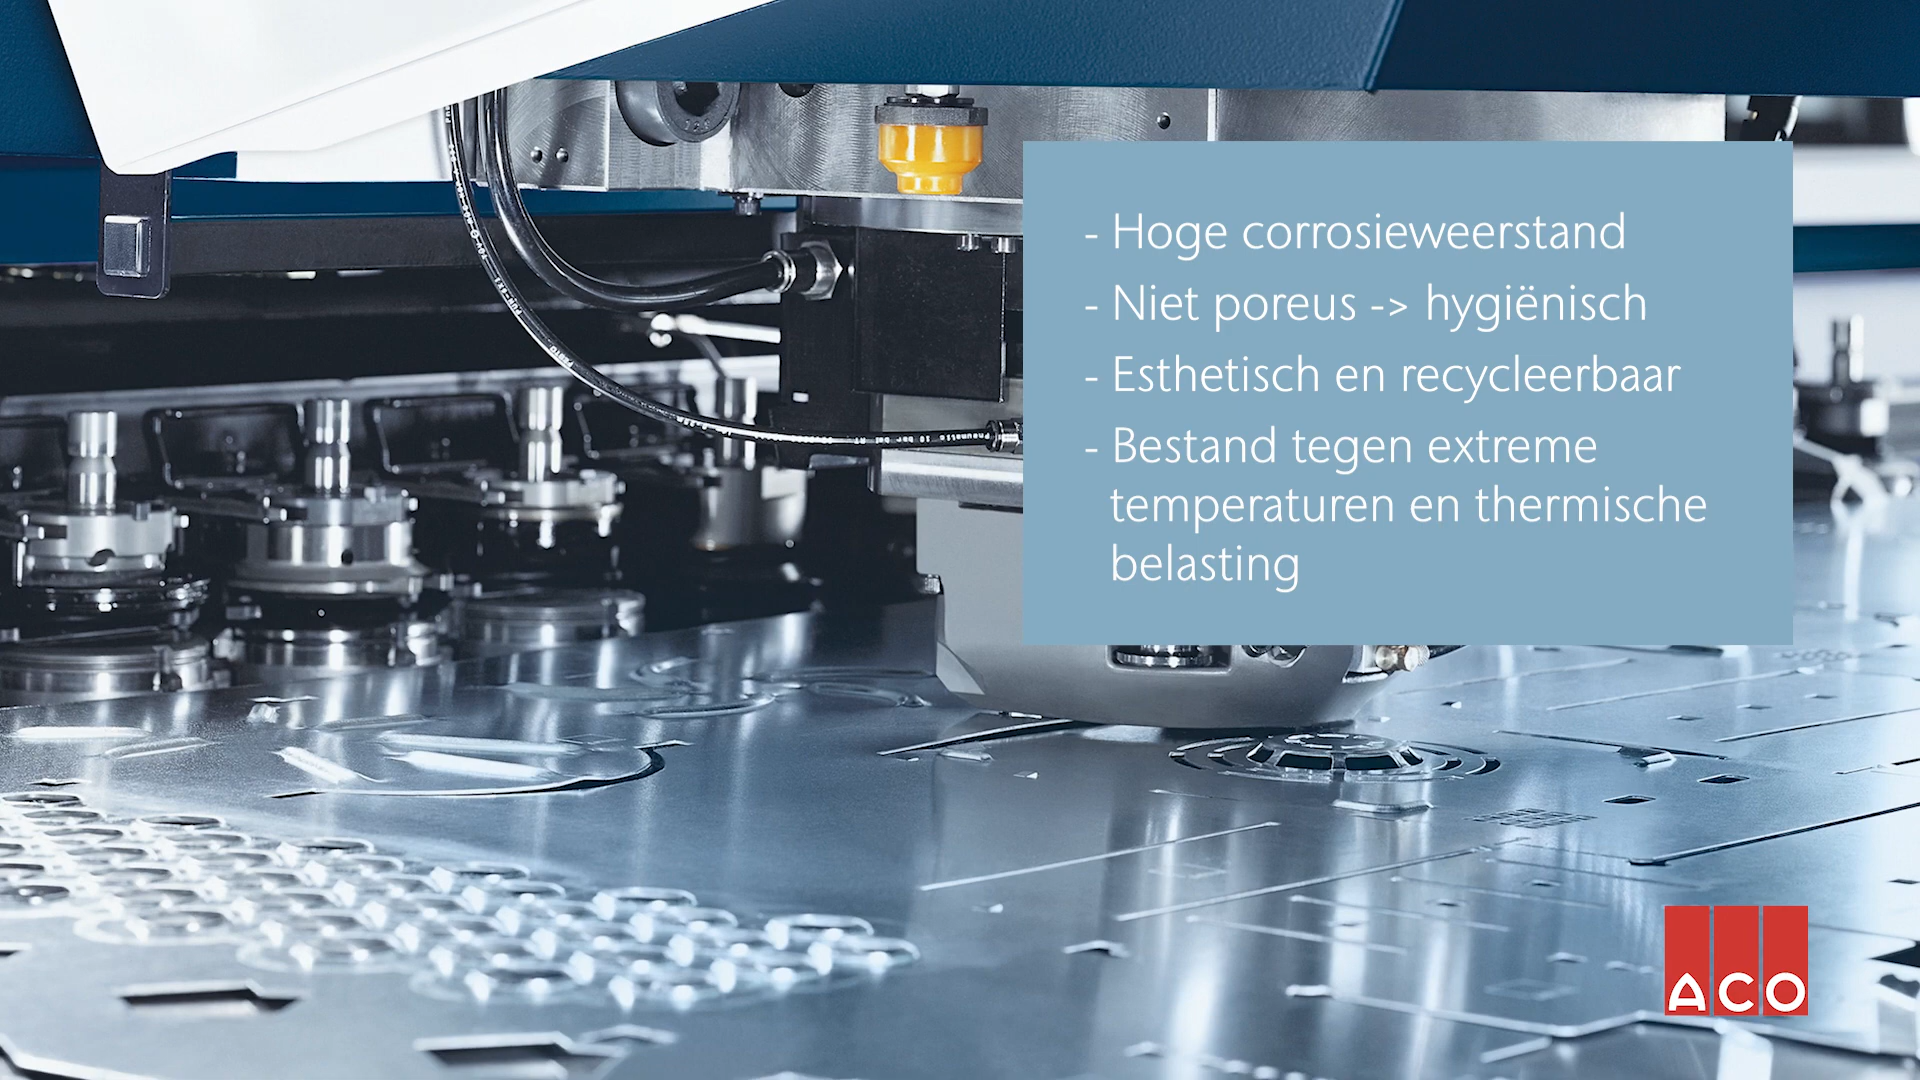 - Hoge corrosieweerstand
- Niet poreus -> hygiënisch
- Esthetisch en recycleerbaar
- Bestand tegen extreme
temperaturen en thermische
belasting
ACO